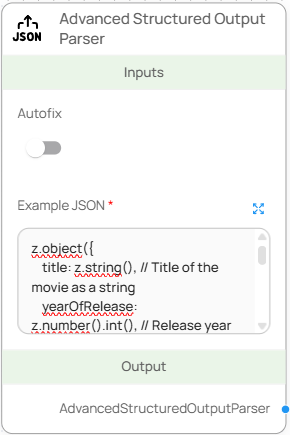 JSON
Advanced Structured Output
Parser
Inputs
Autofix
Example JSON *
z.object({
title: z.string(), // Title of the
movie as a string
yearOfRelease:
z.number().int(), // Release year
Output
AdvancedStructuredOutputParser